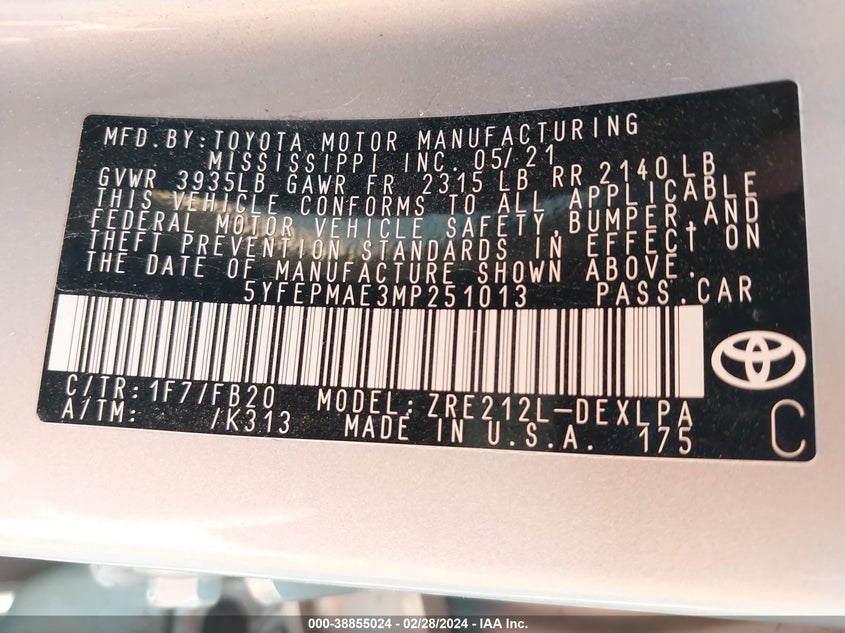 MFD.BY:TOYOTA MOTOR MANUFACTURING
MISSISSIPPI INC. 05/21
GVWR 3935LB GAWR FR 2315 LB RR 2140 LB
THIS VEHICLE CONFORMS TO ALL APPLICABLE
FEDERAL MOTOR VEHICLE SAFETY,BUMPER,AND
THEFT PREVENTION STANDARDS IN EFFECT ON
THE DATE OF MANUFACTURE SHOWN ABOVE.
5YFEPMAE3MP251013 PASS.CAR
C/TR:1F7/FB20 MODEL:ZRE212L-DEXLPA
A/TM: /K313 MADE IN U.S.A. 175
C
000-38855024 - 02/28/2024 - IAA Inc.